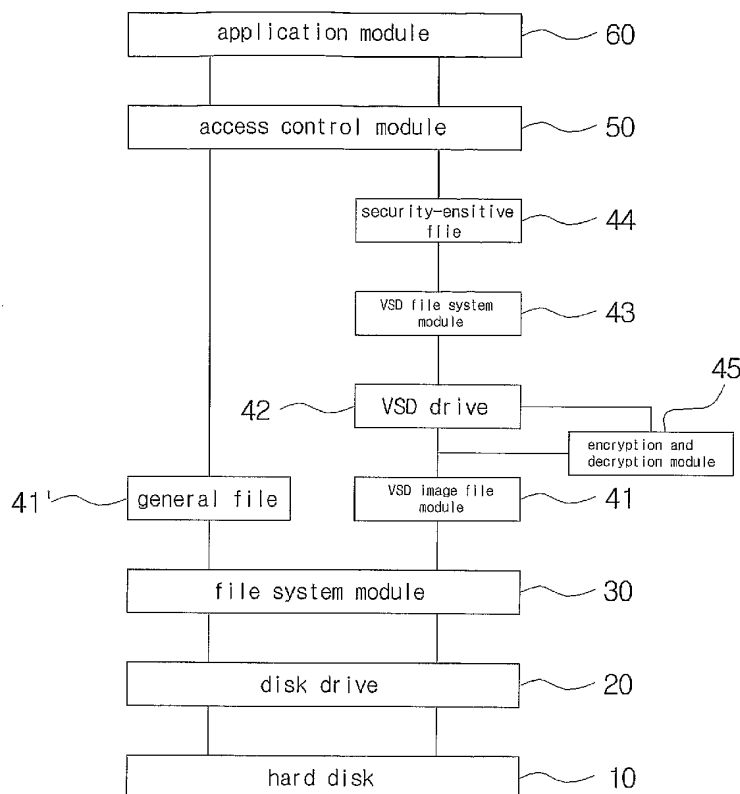 application module
60
access control module
50
security-ensitive
file
44
VSD file system
module
43
45
42
VSD drive
encryption and
decryption module
41'
general file
VSD image file
module
41
file system module
30
disk drive
20
hard disk
10